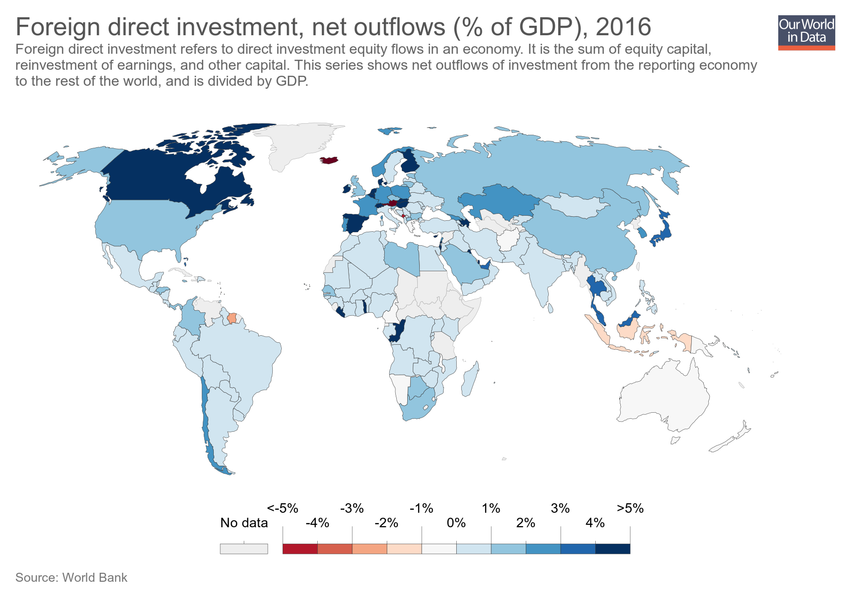 Foreign direct investment, net outflows (% of GDP), 2016
Our World
in Data
Foreign direct investment refers to direct investment equity flows in an economy. It is the sum of equity capital,
reinvestment of earnings, and other capital. This series shows net outflows of investment from the reporting economy
to the rest of the world, and is divided by GDP.
<-5% -3% -1% 1% 3% >5%
No data -4% -2% 0% 2% 4%
Source: World Bank